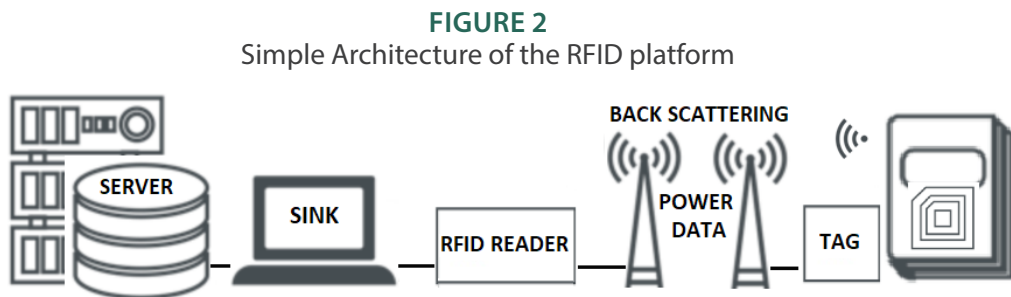 FIGURE 2
Simple Architecture of the RFID platform
BACK SCATTERING
SERVER
SINK
RFID READER
POWER
DATA
TAG